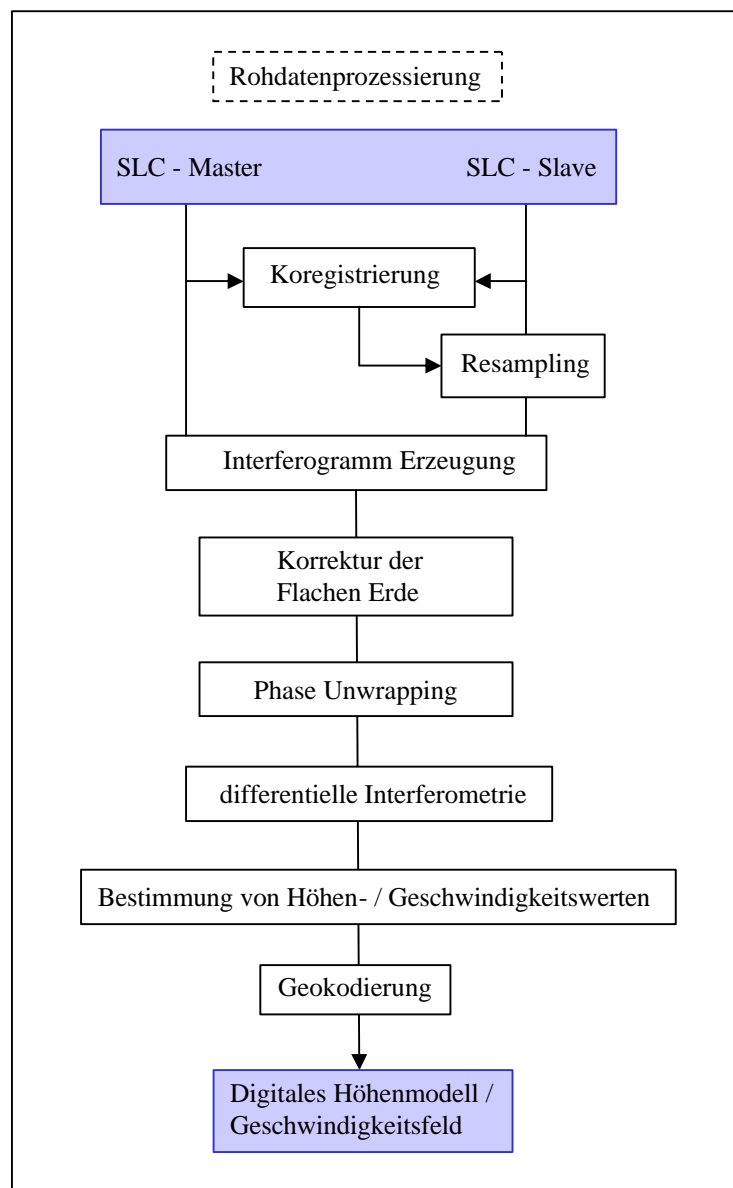 Rohdatenprozessierung
SLC - Master
SLC - Slave
Koregistrierung
Resampling
Interferogramm Erzeugung
Korrektur der
Flachen Erde
Phase Unwrapping
differentielle Interferometrie
Bestimmung von Höhen- / Geschwindigkeitswerten
Geokodierung
Digitales Höhenmodell /
Geschwindigkeitsfeld